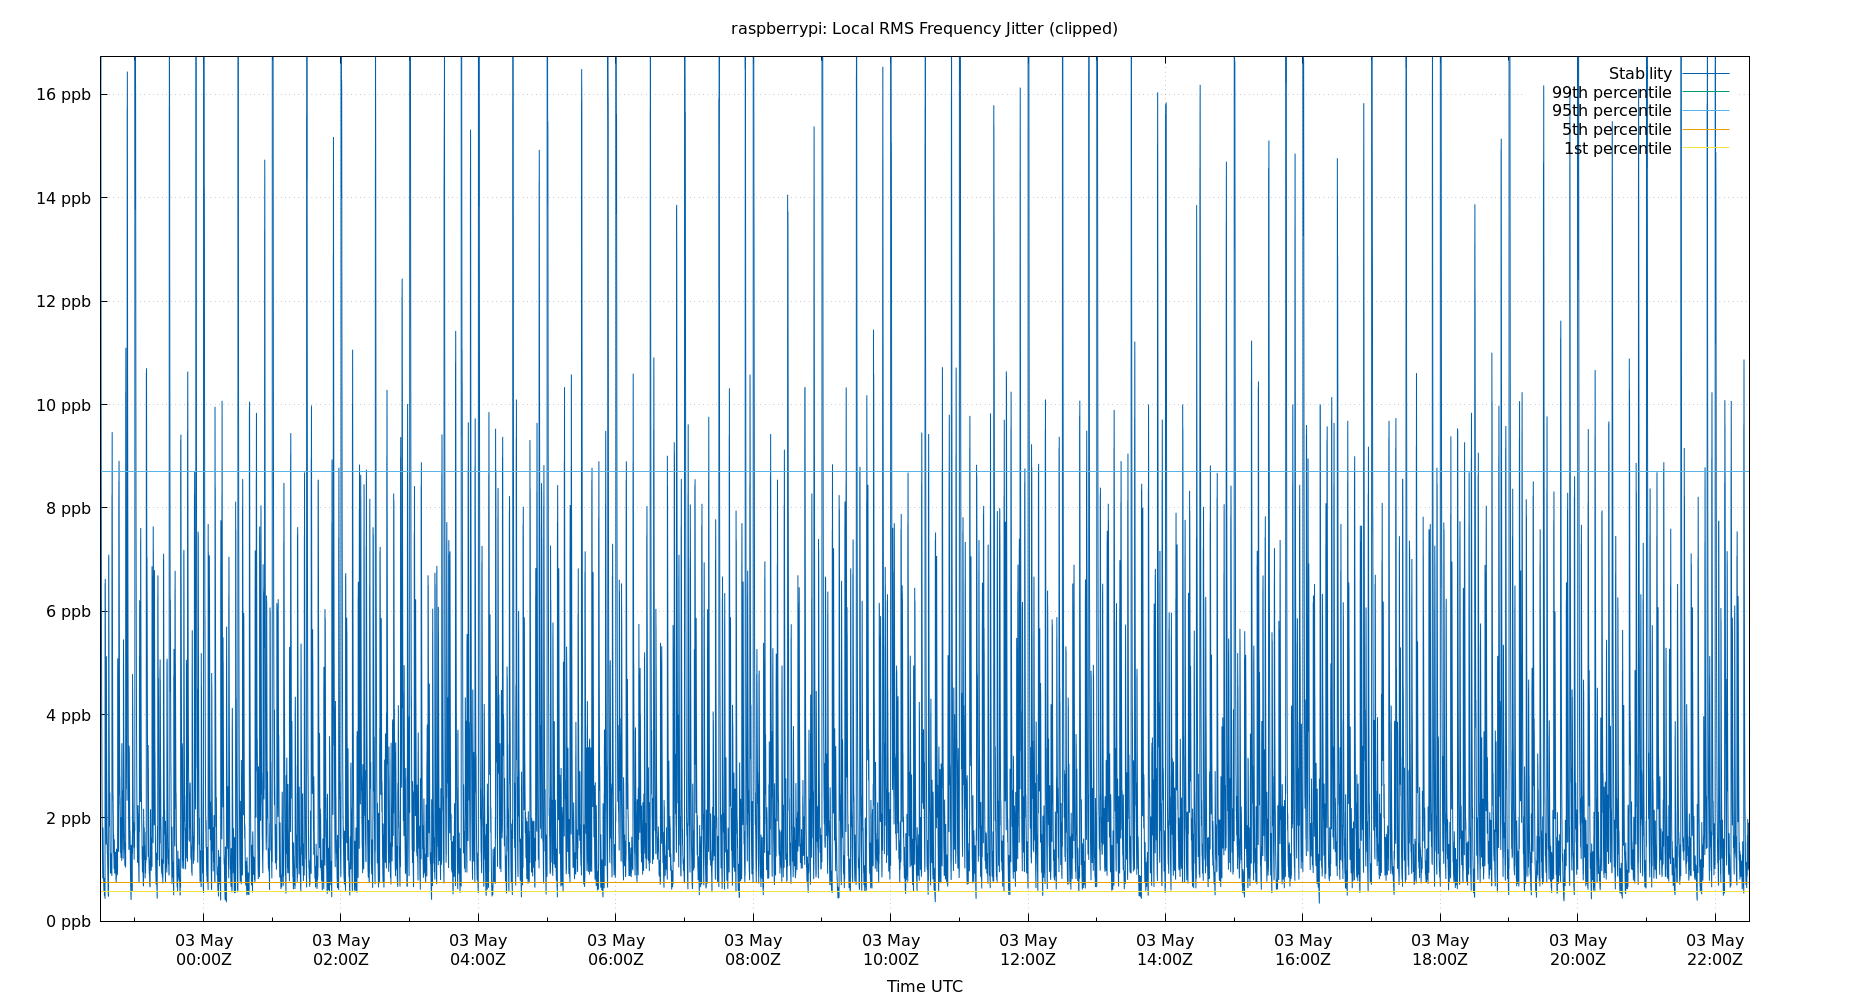 raspberrypi: Local RMS Frequency Jitter (clipped)
16 ppb
14 ppb
12 ppb
10 ppb
8 ppb
6 ppb
4 ppb
2 ppb
0 ppb
Stability
99th percentile
95th percentile
5th percentile
1st percentile
03 May 03 May 03 May 03 May 03 May 03 May 03 May 03 May 03 May 03 May 03 May 03 May
00:00Z 02:00Z 04:00Z 06:00Z 08:00Z 10:00Z 12:00Z 14:00Z 16:00Z 18:00Z 20:00Z 22:00Z
Time UTC